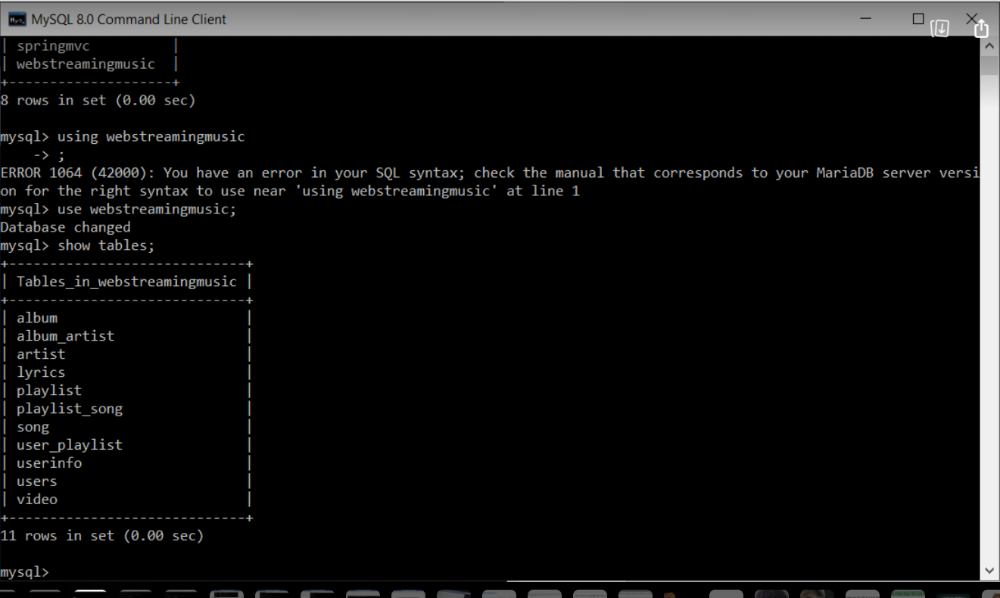 MySQL 8.0 Command Line Client
| springmvc          |
| webstreamingmusic  |
+--------------------+
8 rows in set (0.00 sec)
mysql> using webstreamingmusic
    -> ;
ERROR 1064 (42000): You have an error in your SQL syntax; check the manual that corresponds to your MariaDB server versi
on for the right syntax to use near 'using webstreamingmusic' at line 1
mysql> use webstreamingmusic;
Database changed
mysql> show tables;
+-----------------------------+
| Tables_in_webstreamingmusic |
+-----------------------------+
| album                       |
| album_artist                |
| artist                      |
| lyrics                      |
| playlist                    |
| playlist_song               |
| song                        |
| user_playlist               |
| userinfo                    |
| users                       |
| video                       |
+-----------------------------+
11 rows in set (0.00 sec)
mysql>